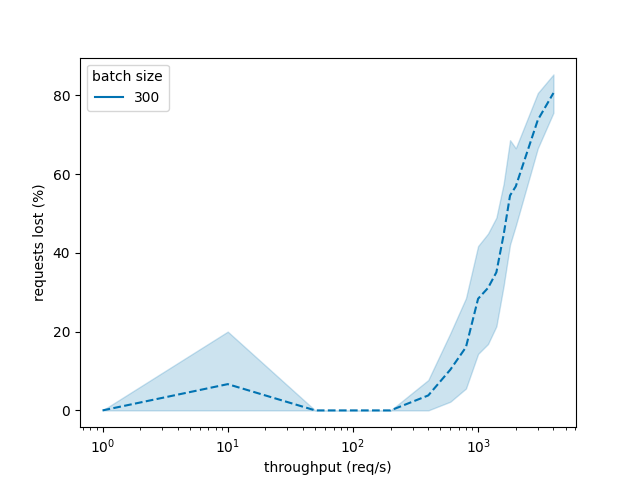 batch size
300
80
60
40
20
0
requests lost (%)
10⁰ 10¹ 10² 10³
throughput (req/s)